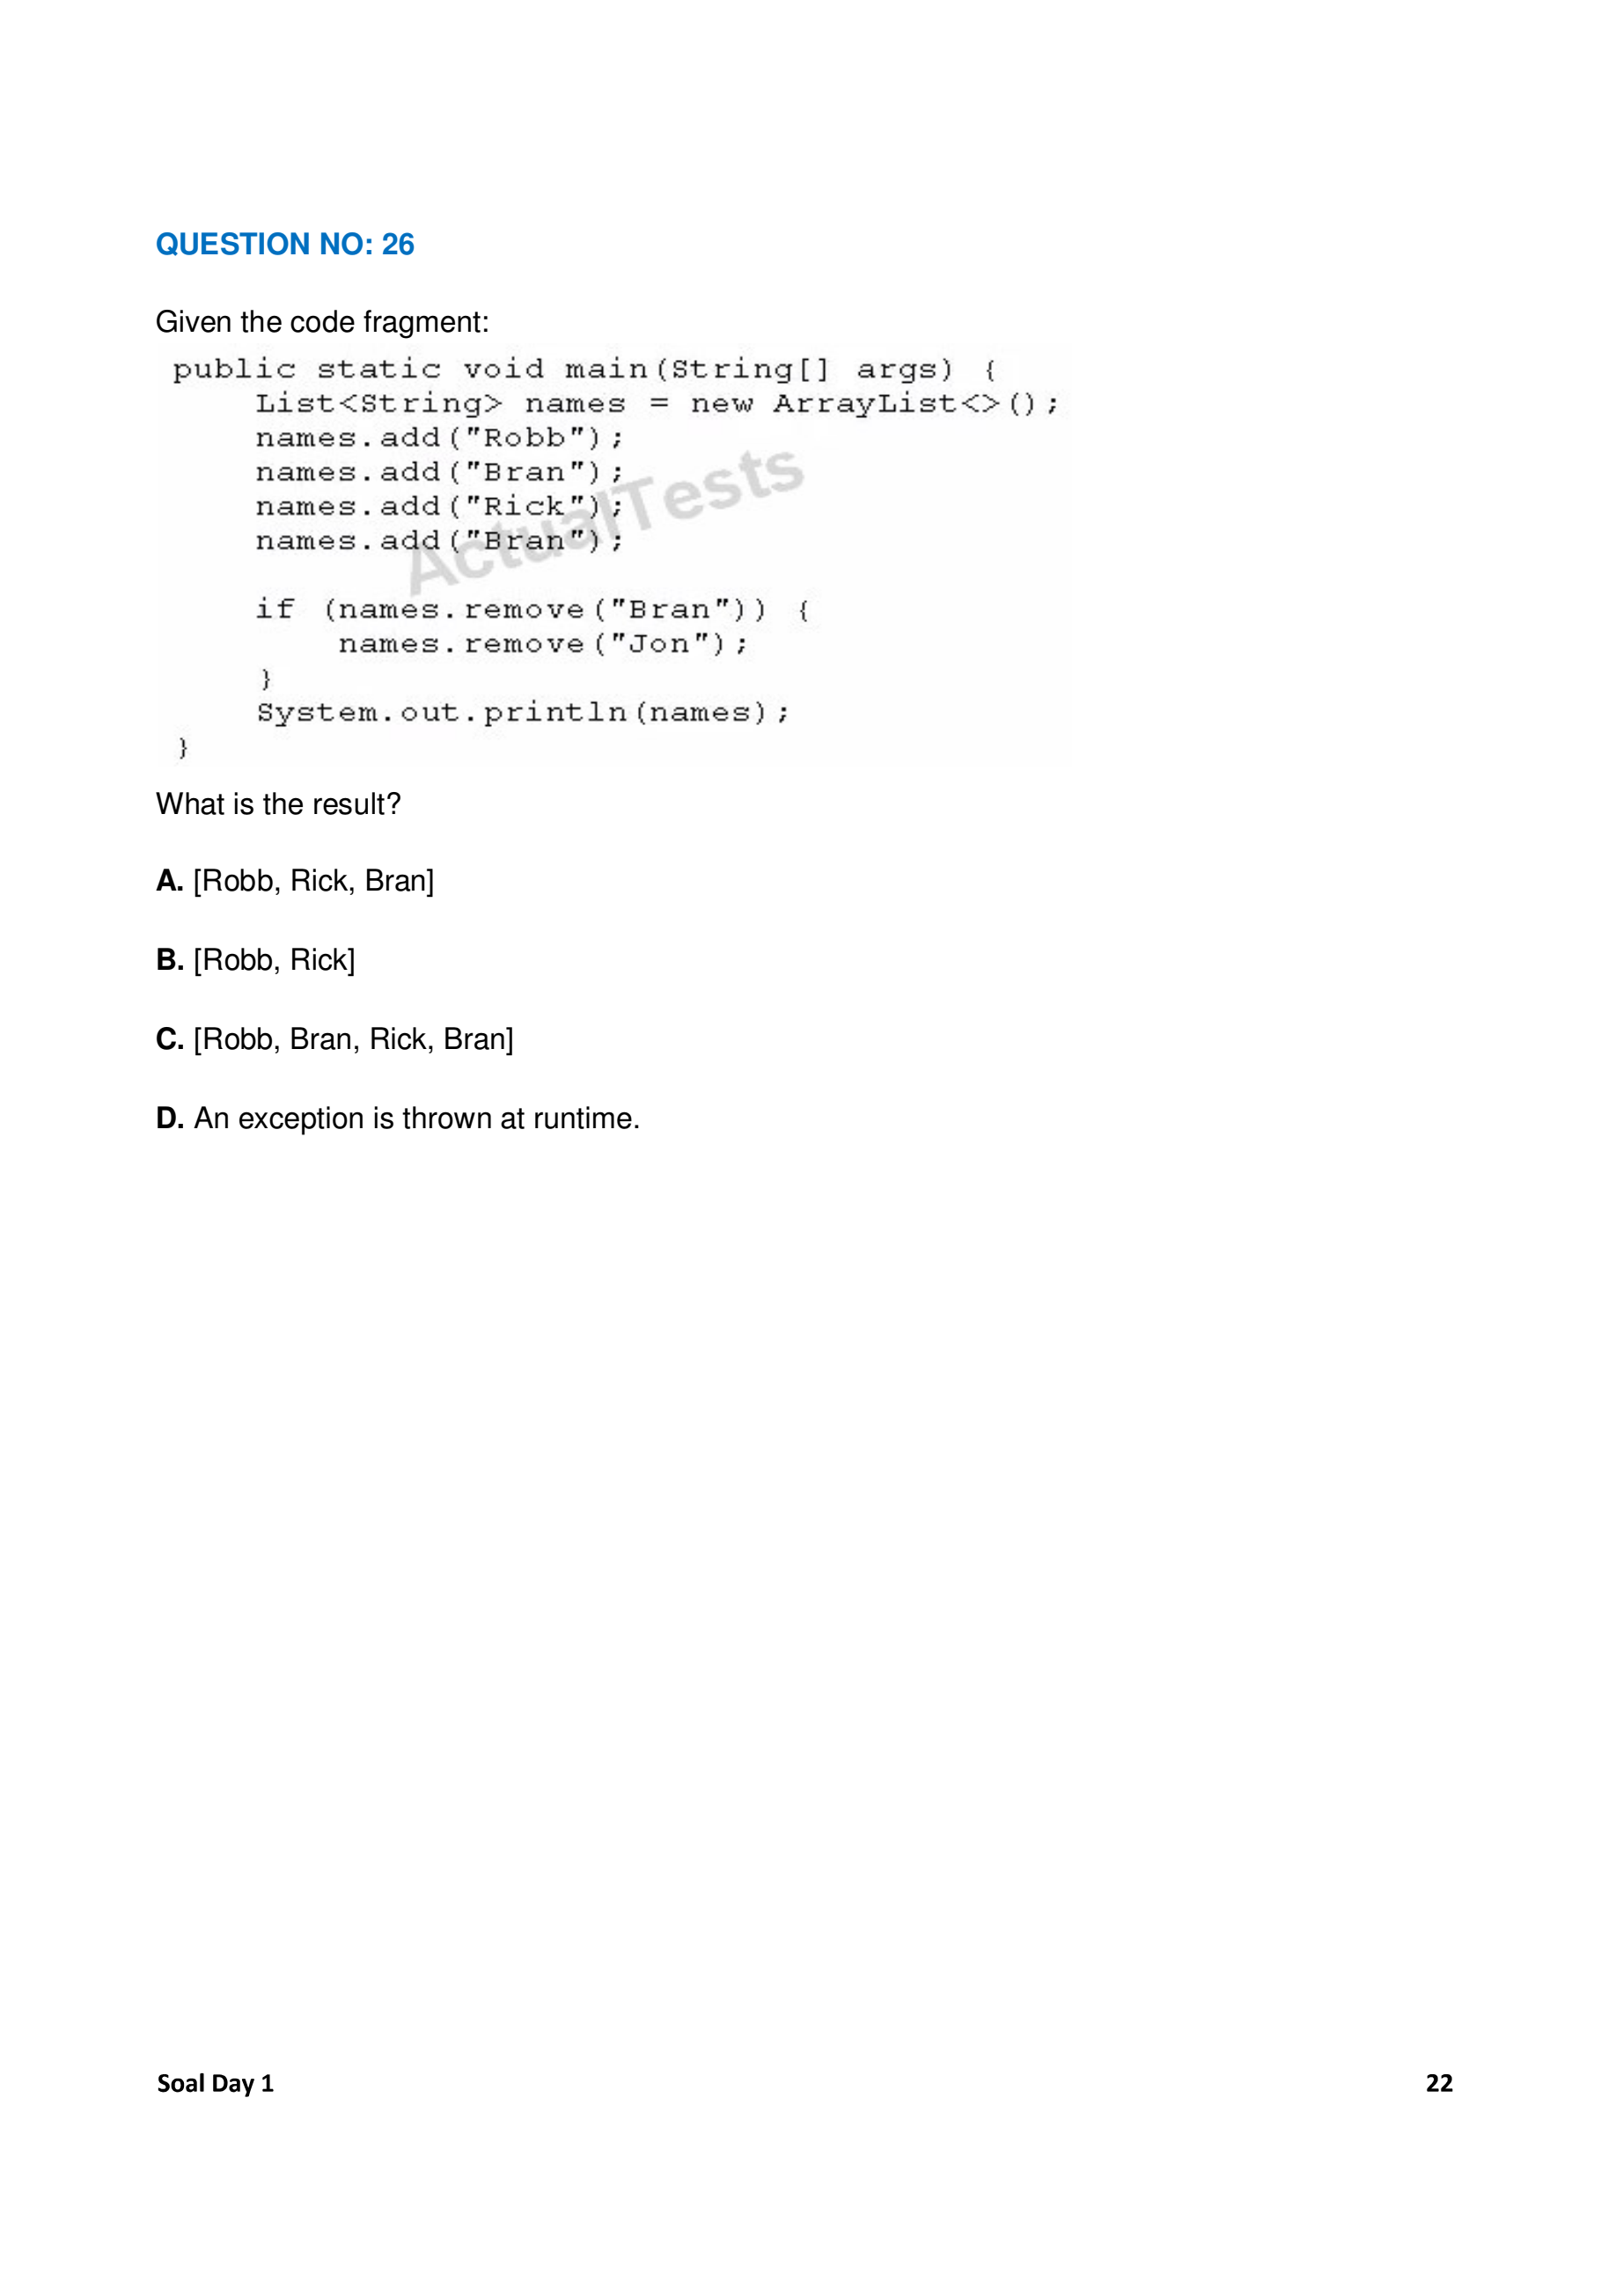 QUESTION NO: 26
Given the code fragment:
public static void main(String[] args) {
List<String> names = new ArrayList<>();
names.add("Robb");
names.add("Bran");
names.add("Rick");
names.add("Bran");
ActualTests
if (names.remove("Bran")) {
names.remove("Jon");
}
System.out.println(names);
}
What is the result?
A. [Robb, Rick, Bran]
B. [Robb, Rick]
C. [Robb, Bran, Rick, Bran]
D. An exception is thrown at runtime.
Soal Day 1
22